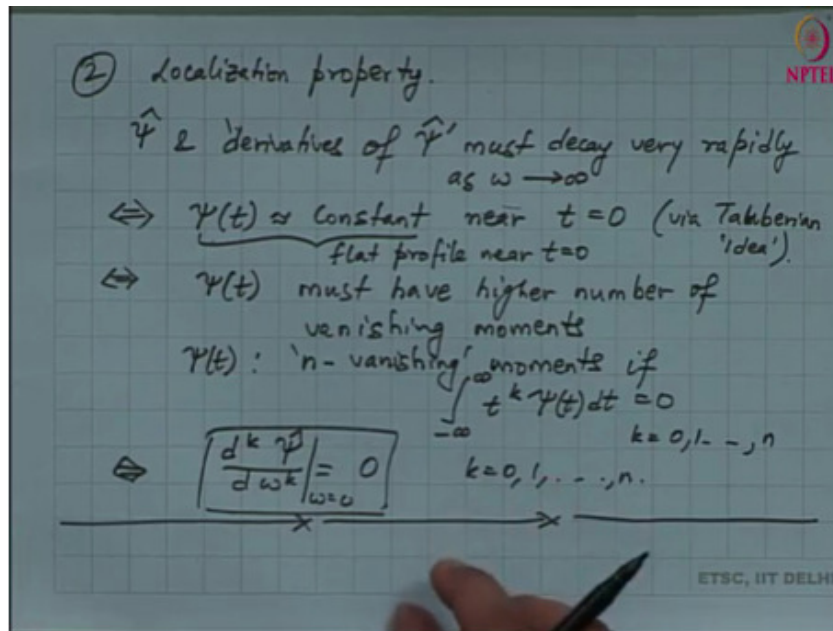 ② Localization property.
NPTEL
ψ̂ & 'derivatives of ψ̂' must decay very rapidly
as ω → ∞
⇔ ψ(t) ≈ constant near t = 0 (via Tauberian
'Idea').
flat profile near t=0
⇔ ψ(t) must have higher number of
vanishing moments
ψ(t) : 'n-vanishing' moments if
∫_{-∞}^{∞} t^k ψ(t) dt = 0
k = 0, 1 - - , n
⇔ d^k ψ̂ / dω^k |_{ω=0} = 0 k = 0, 1, . . . ., n.
ETSC, IIT DELHI